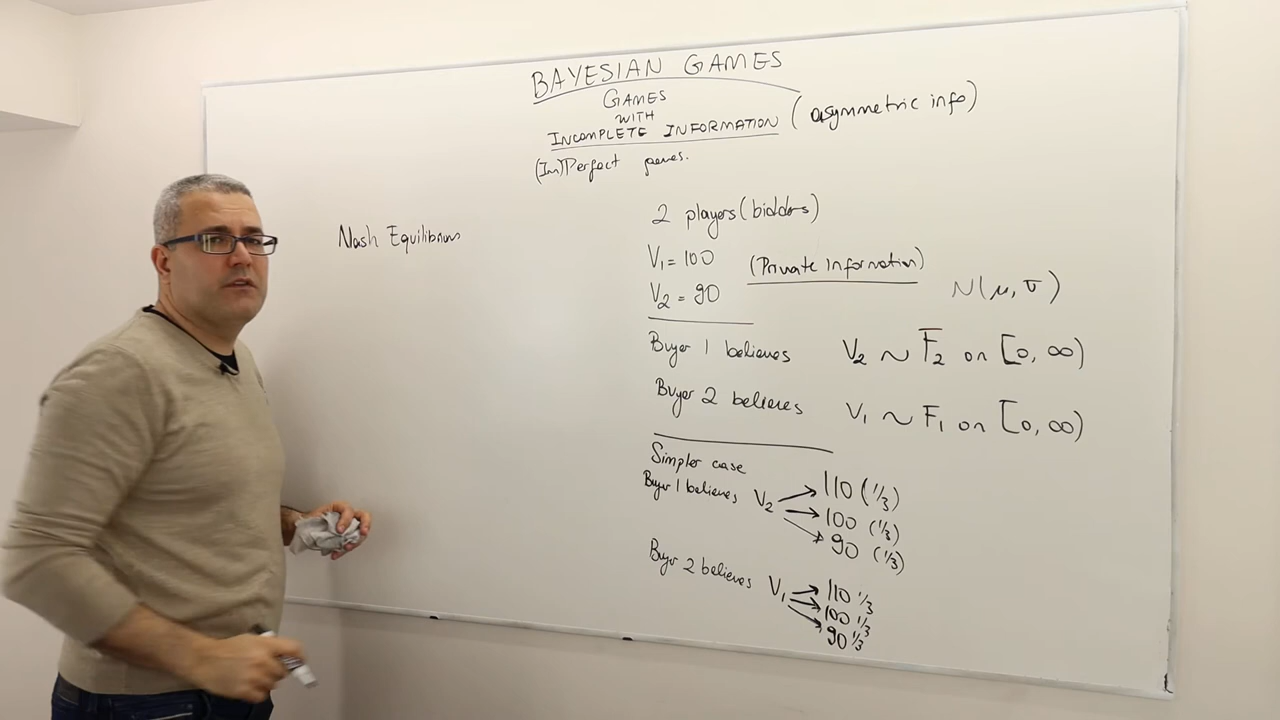 BAYESIAN GAMES
GAMES
WITH
INCOMPLETE INFORMATION (asymmetric info)
(Im)Perfect games.
Nash Equilibrium
2 players (bidders)
V₁ = 100
V₂ = 90
(Private Information)
N(μ, σ)
Buyer 1 believes V₂ ~ F₂ on [0, ∞)
Buyer 2 believes V₁ ~ F₁ on [0, ∞)
Simpler case
Buyer 1 believes V₂ → 110 (1/3)
→ 100 (1/3)
→ 90 (1/3)
Buyer 2 believes V₁ → 110 1/3
→ 100 1/3
→ 90 1/3